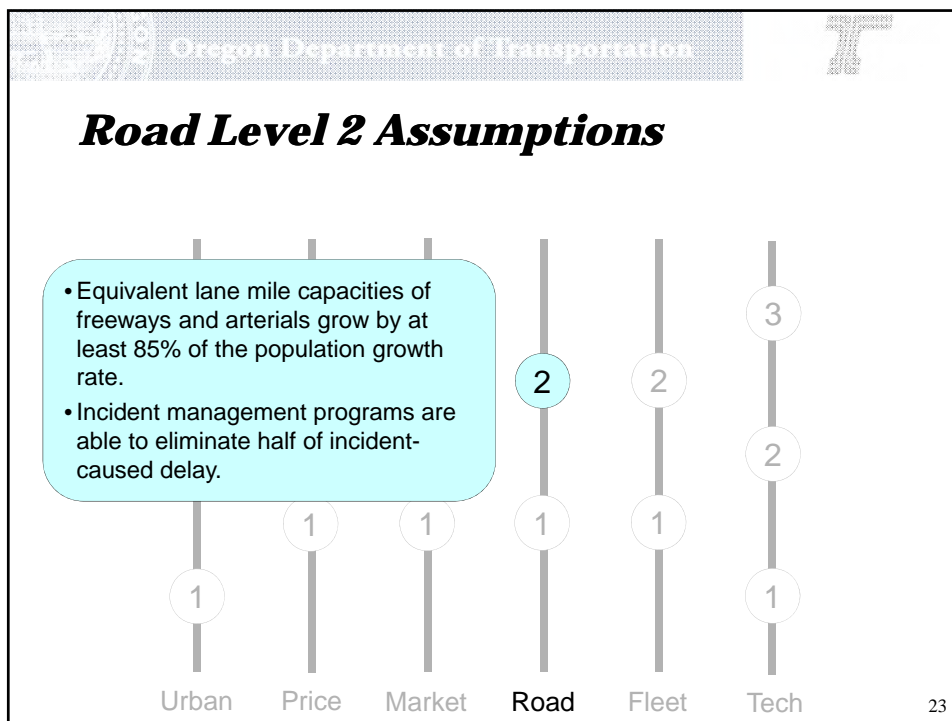 Oregon Department of Transportation
Road Level 2 Assumptions
• Equivalent lane mile capacities of
freeways and arterials grow by at
least 85% of the population growth
rate.
• Incident management programs are
able to eliminate half of incident-
caused delay.
3
2 2
2
1 1 1 1
1 1
Urban Price Market Road Fleet Tech
23